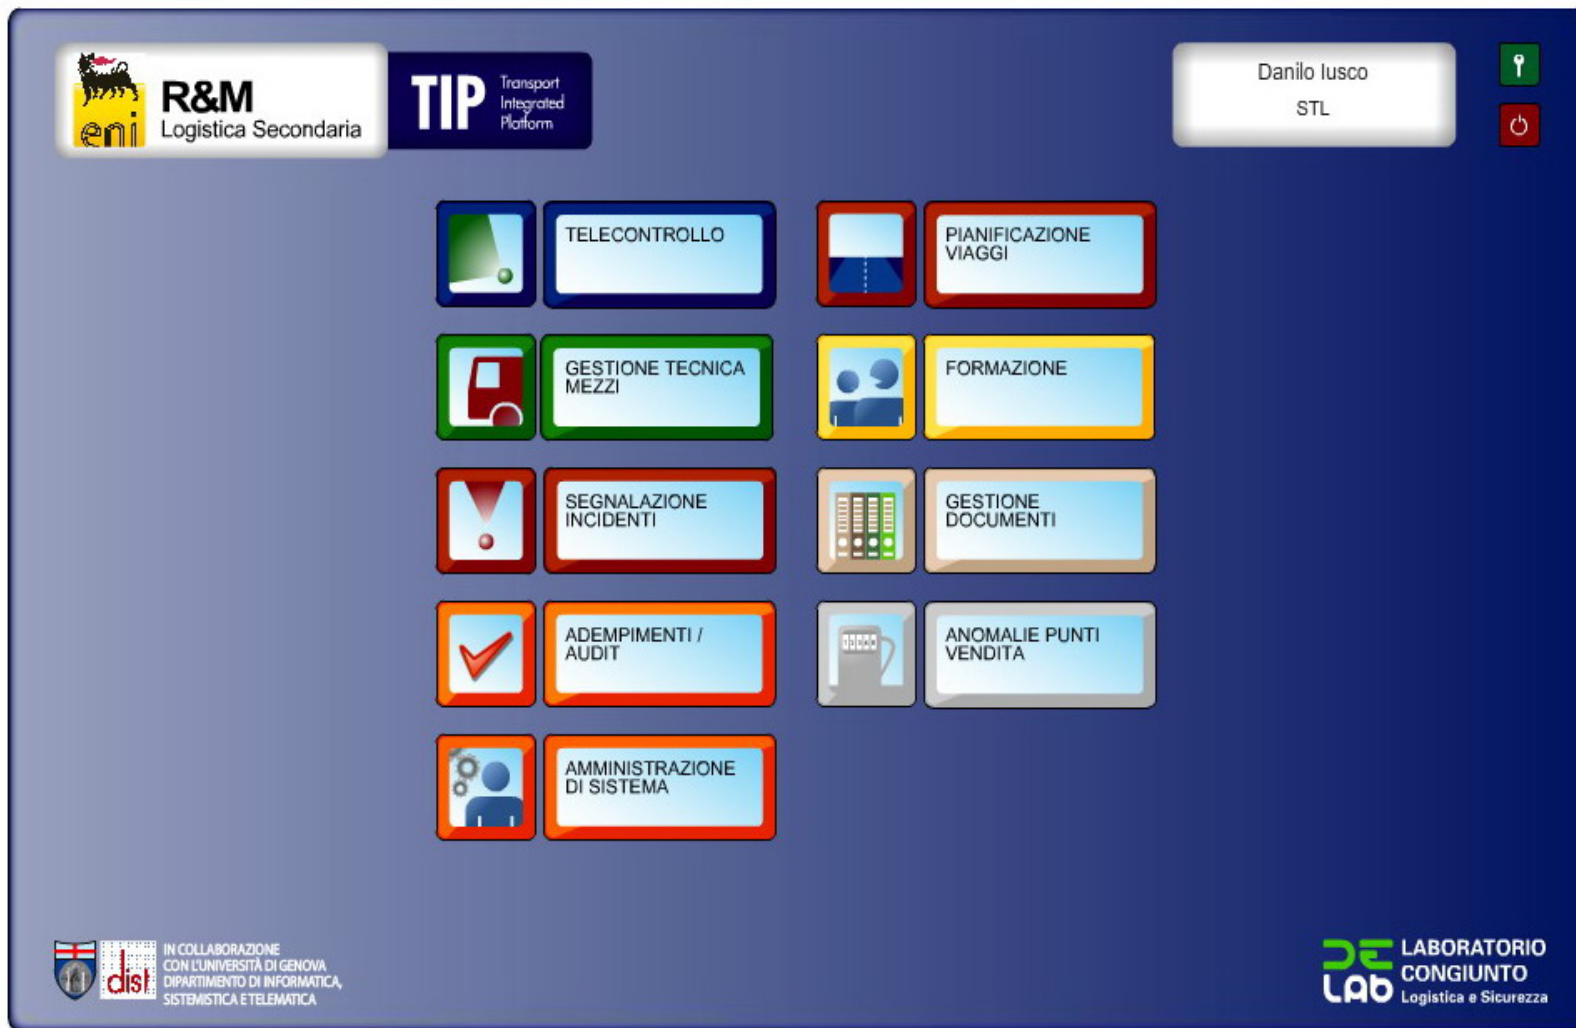 eni
R&M
Logistica Secondaria
TIP
Transport
Integrated
Platform
Danilo Iusco
STL
TELECONTROLLO
PIANIFICAZIONE
VIAGGI
GESTIONE TECNICA
MEZZI
FORMAZIONE
SEGNALAZIONE
INCIDENTI
GESTIONE
DOCUMENTI
ADEMPIMENTI /
AUDIT
ANOMALIE PUNTI
VENDITA
AMMINISTRAZIONE
DI SISTEMA
dist
IN COLLABORAZIONE
CON L'UNIVERSITÀ DI GENOVA
DIPARTIMENTO DI INFORMATICA,
SISTEMISTICA E TELEMATICA
DE
LAB
LABORATORIO
CONGIUNTO
Logistica e Sicurezza